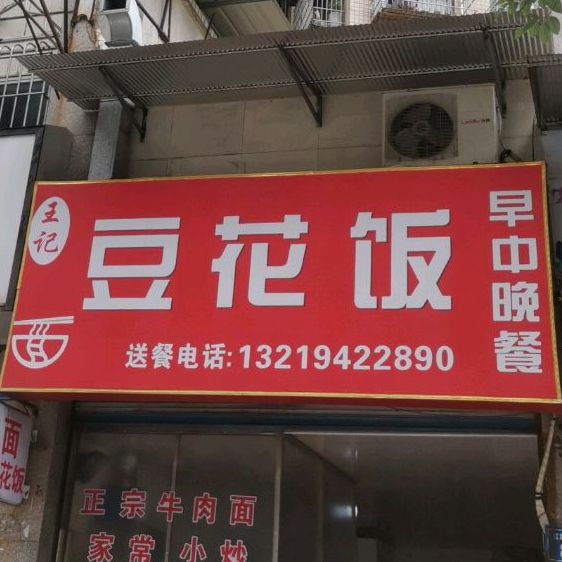 王记
豆花饭
早中晚餐
送餐电话:13219422890
面
花饭
正宗牛肉面
家常 小炒